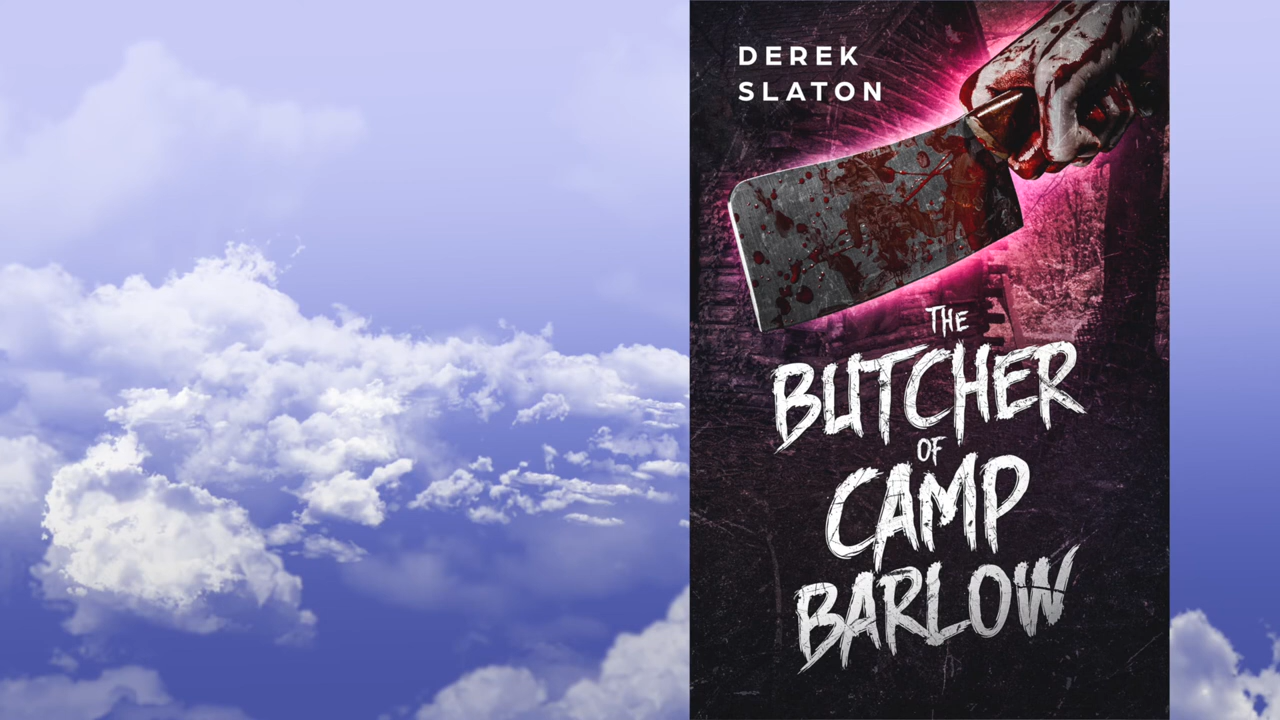 DEREK
SLATON
THE
BUTCHER
OF
CAMP
BARLOW